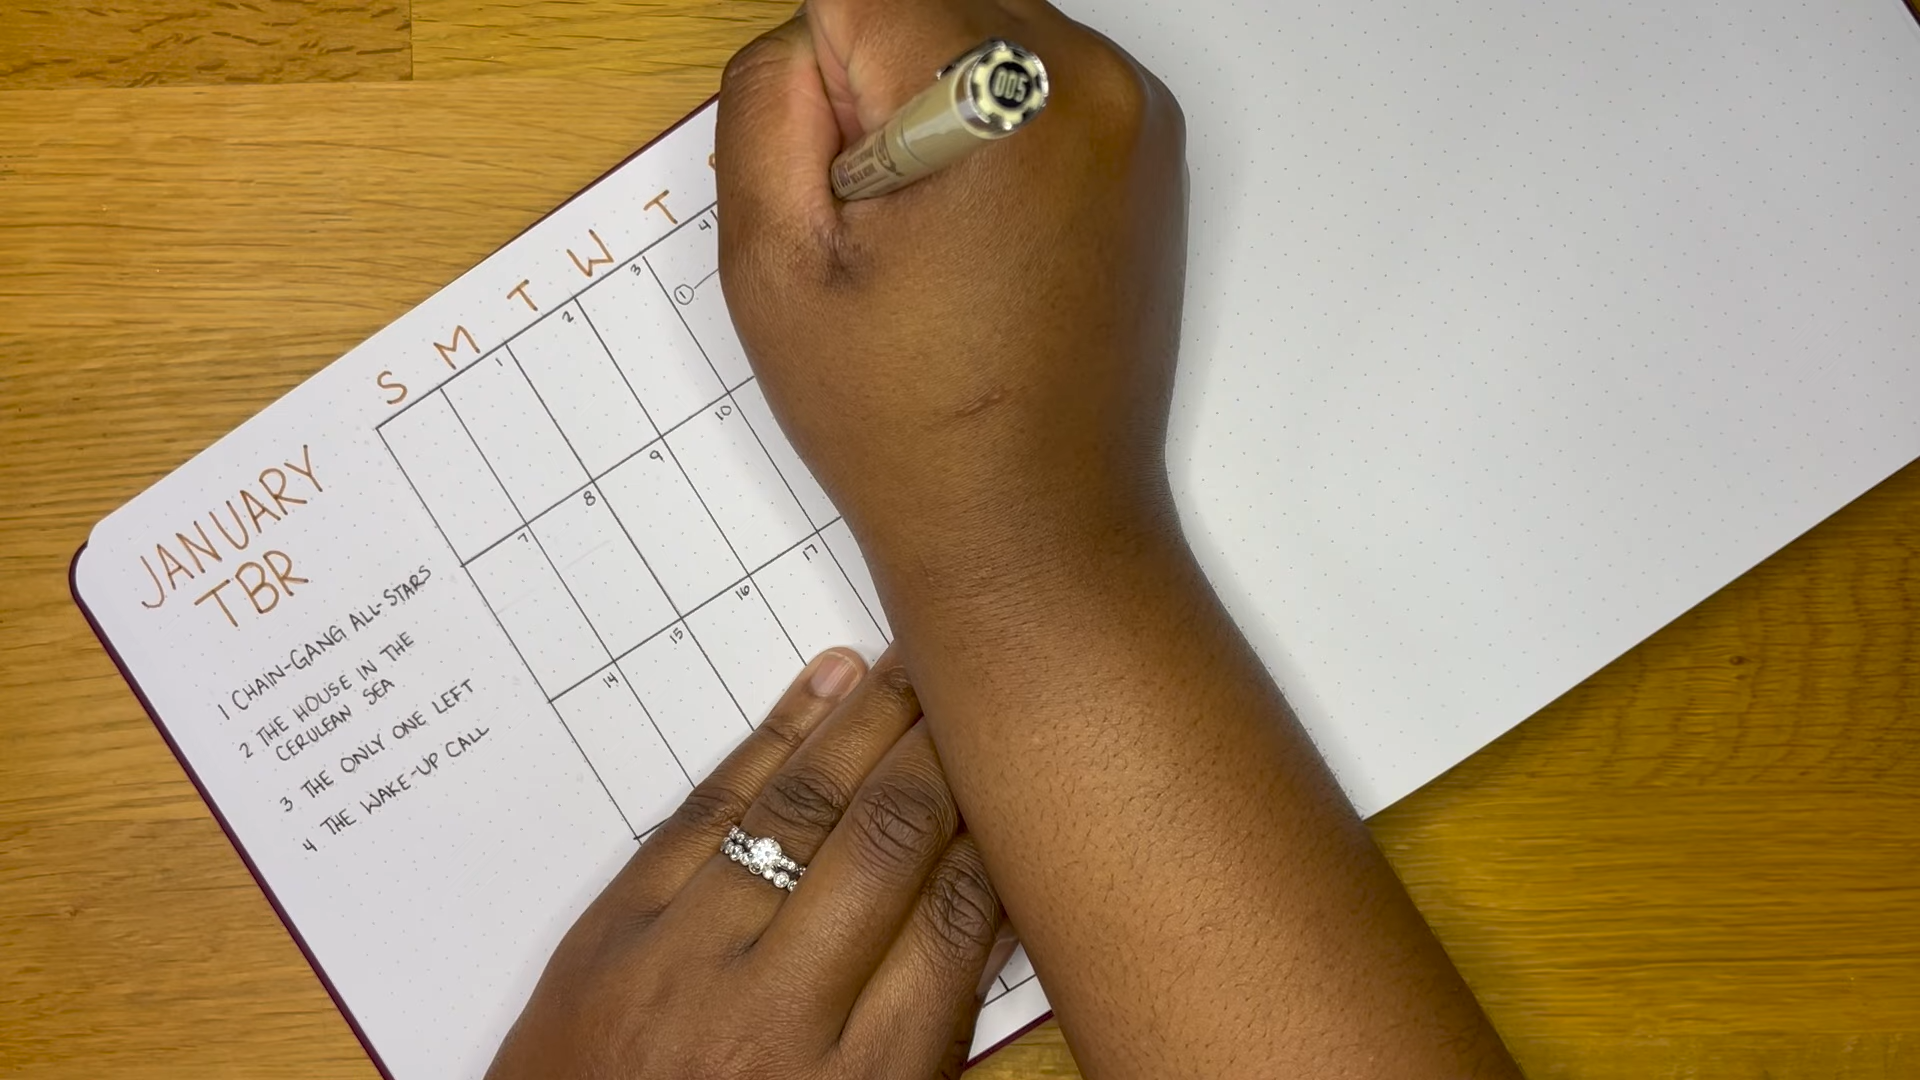 005
S M T W T
1 2 3 4
①
7 8 9 10
14 15 16 17
JANUARY
TBR
1 CHAIN-GANG ALL-STARS
2 THE HOUSE IN THE
CERULEAN SEA
3 THE ONLY ONE LEFT
4 THE WAKE-UP CALL